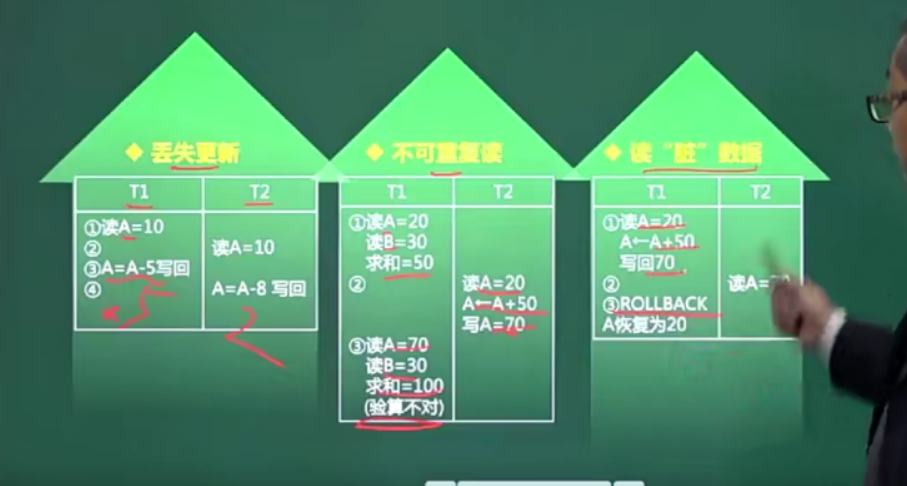 ◆ 丢失更新
T1
T2
①读A=10
②
读A=10
③A=A-5写回
④
A=A-8 写回
◆ 不可重复读
T1
T2
①读A=20
读B=30
求和=50
②
读A=20
A←A+50
写A=70
③读A=70
读B=30
求和=100
(验算不对)
◆ 读“脏”数据
T1
T2
①读A=20
A←A+50
写回70
②
读A=
③ROLLBACK
A恢复为20